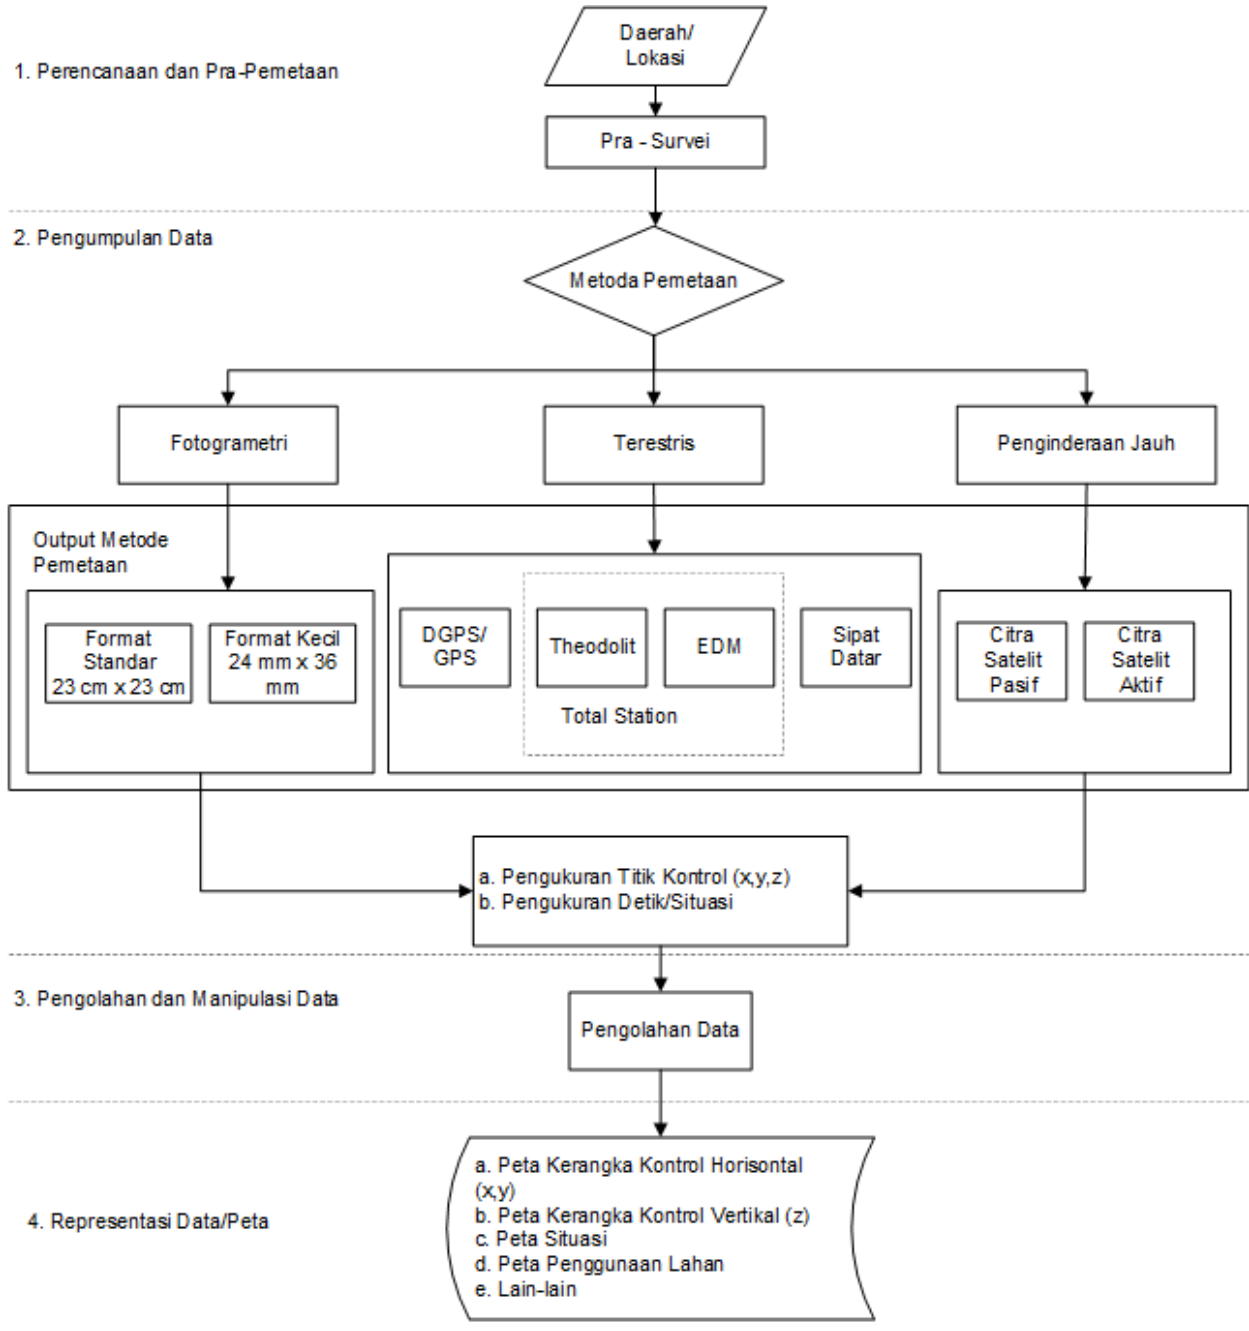 Daerah/
Lokasi
1. Perencanaan dan Pra-Pemetaan
Pra - Survei
2. Pengumpulan Data
Metoda Pemetaan
Fotogrametri
Terestris
Penginderaan Jauh
Output Metode
Pemetaan
Format
Standar
23 cm x 23 cm
Format Kecil
24 mm x 36
mm
DGPS/
GPS
Theodolit
EDM
Total Station
Sipat
Datar
Citra
Satelit
Pasif
Citra
Satelit
Aktif
a. Pengukuran Titik Kontrol (x,y,z)
b. Pengukuran Detik/Situasi
3. Pengolahan dan Manipulasi Data
Pengolahan Data
4. Representasi Data/Peta
a. Peta Kerangka Kontrol Horisontal
(x,y)
b. Peta Kerangka Kontrol Vertikal (z)
c. Peta Situasi
d. Peta Penggunaan Lahan
e. Lain-lain